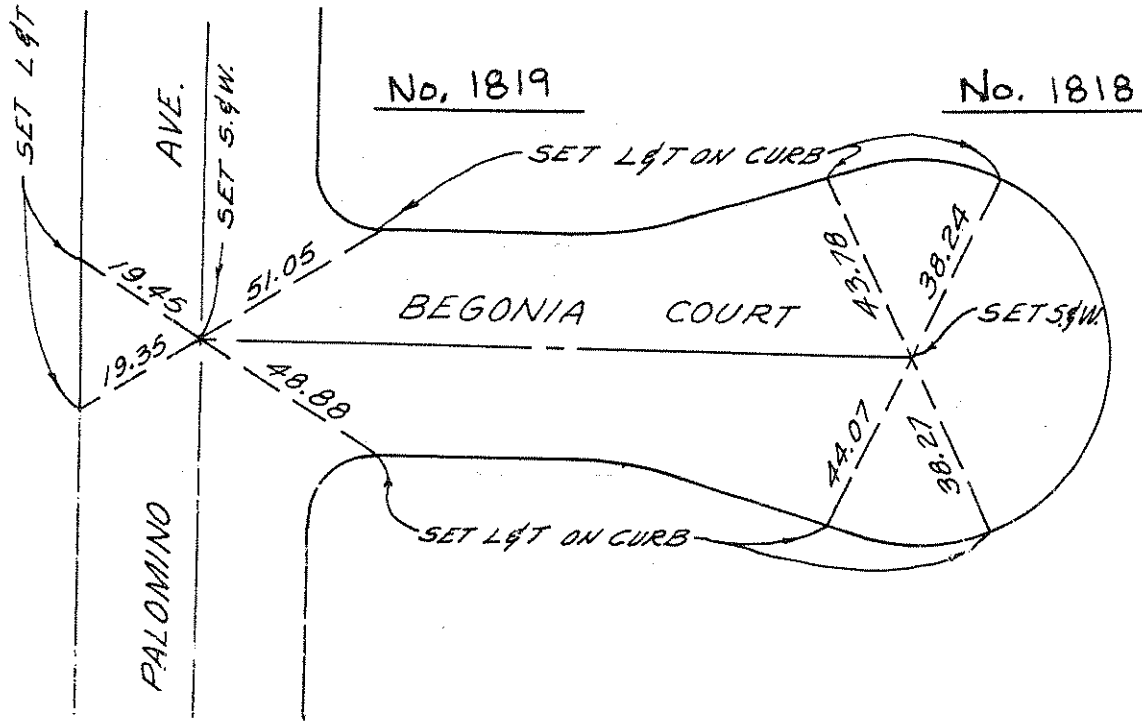 SET L&T
AVE.
SET S.&W.
No. 1819
No. 1818
SET L&T ON CURB
19.45
51.05
43.78
38.24
BEGONIA COURT
SET S.&W.
19.35
48.88
44.07
38.27
SET L&T ON CURB
PALOMINO